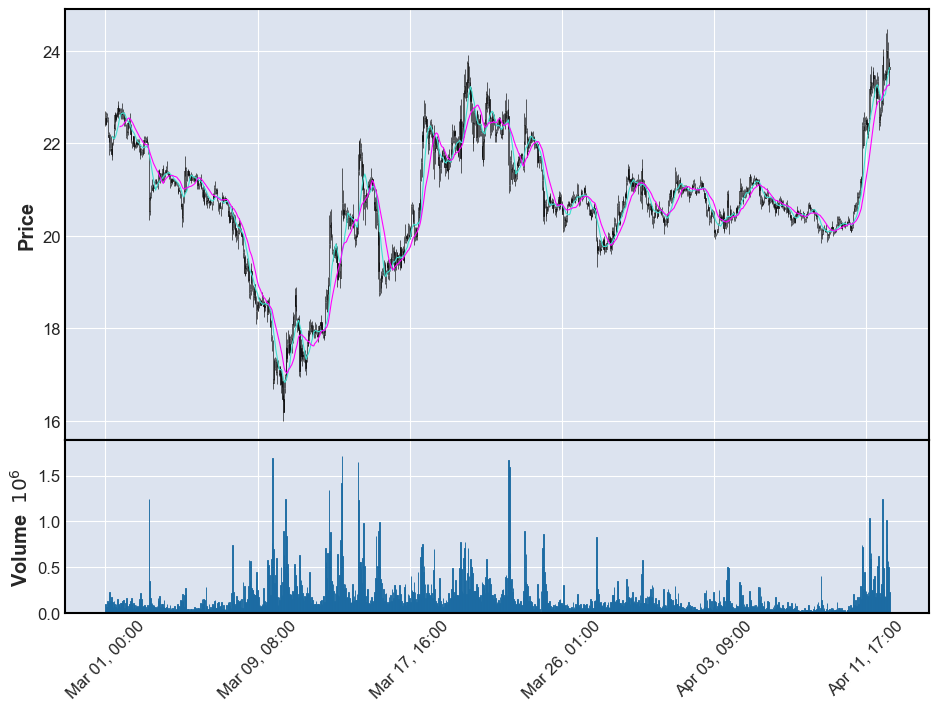 24
22
20
18
16
Price
1.5
1.0
0.5
0.0
Volume 10^6
Mar 01, 00:00
Mar 09, 08:00
Mar 17, 16:00
Mar 26, 01:00
Apr 03, 09:00
Apr 11, 17:00